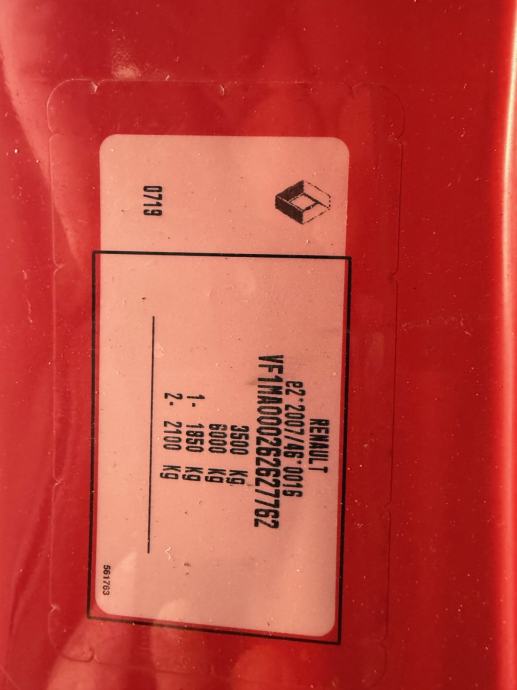 0719
RENAULT
e2*2007/46*0016
VF1MA000262627762
3500 Kg
6000 Kg
1- 1850 Kg
2- 2100 Kg
561763